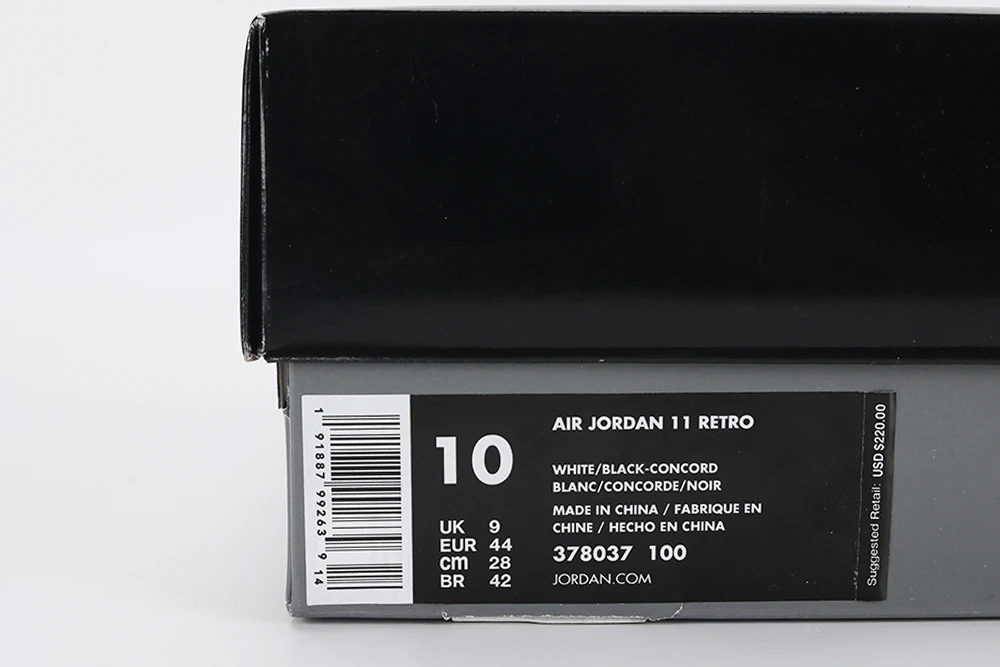 1 91887 99263 9 14
10
UK 9
EUR 44
cm 28
BR 42
AIR JORDAN 11 RETRO
WHITE/BLACK-CONCORD
BLANC/CONCORDE/NOIR
MADE IN CHINA / FABRIQUE EN
CHINE / HECHO EN CHINA
378037 100
JORDAN.COM
Suggested Retail: USD $220.00